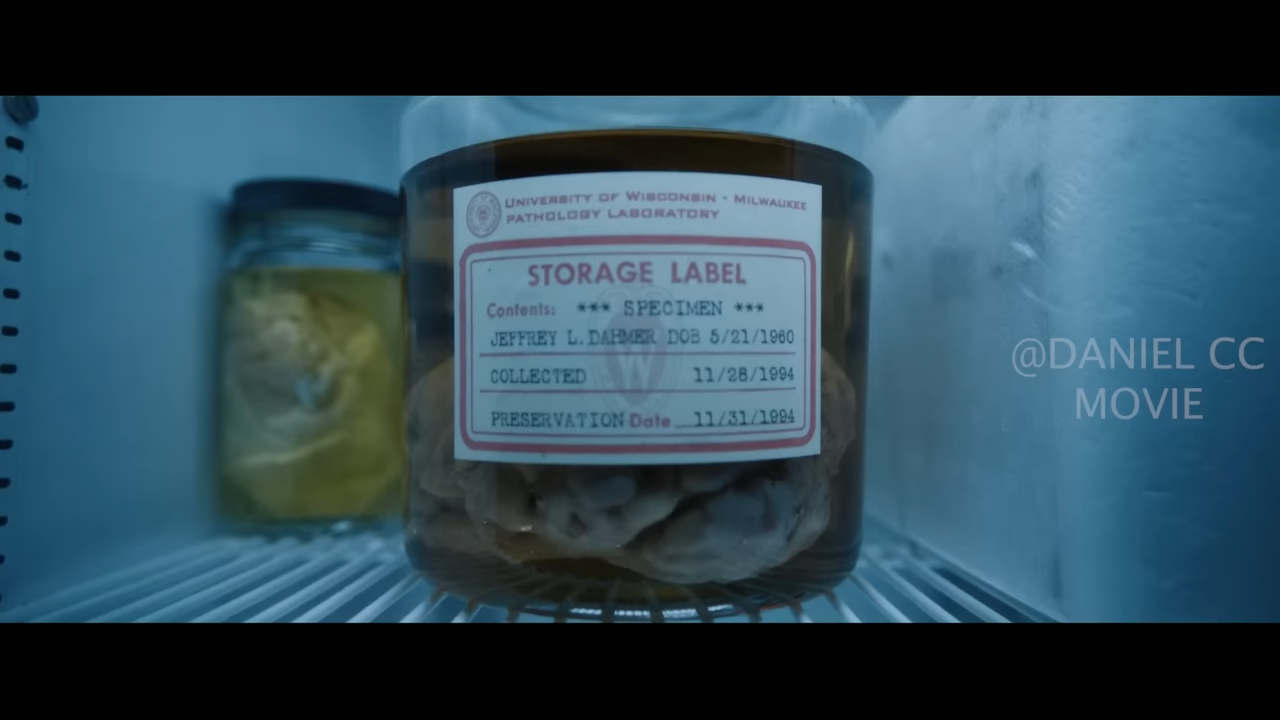 UNIVERSITY OF WISCONSIN - MILWAUKEE
PATHOLOGY LABORATORY
STORAGE LABEL
Contents: *** SPECIMEN ***
JEFFREY L. DAHMER DOB 5/21/1960
COLLECTED 11/28/1994
PRESERVATION Date 11/31/1994
@DANIEL CC
MOVIE